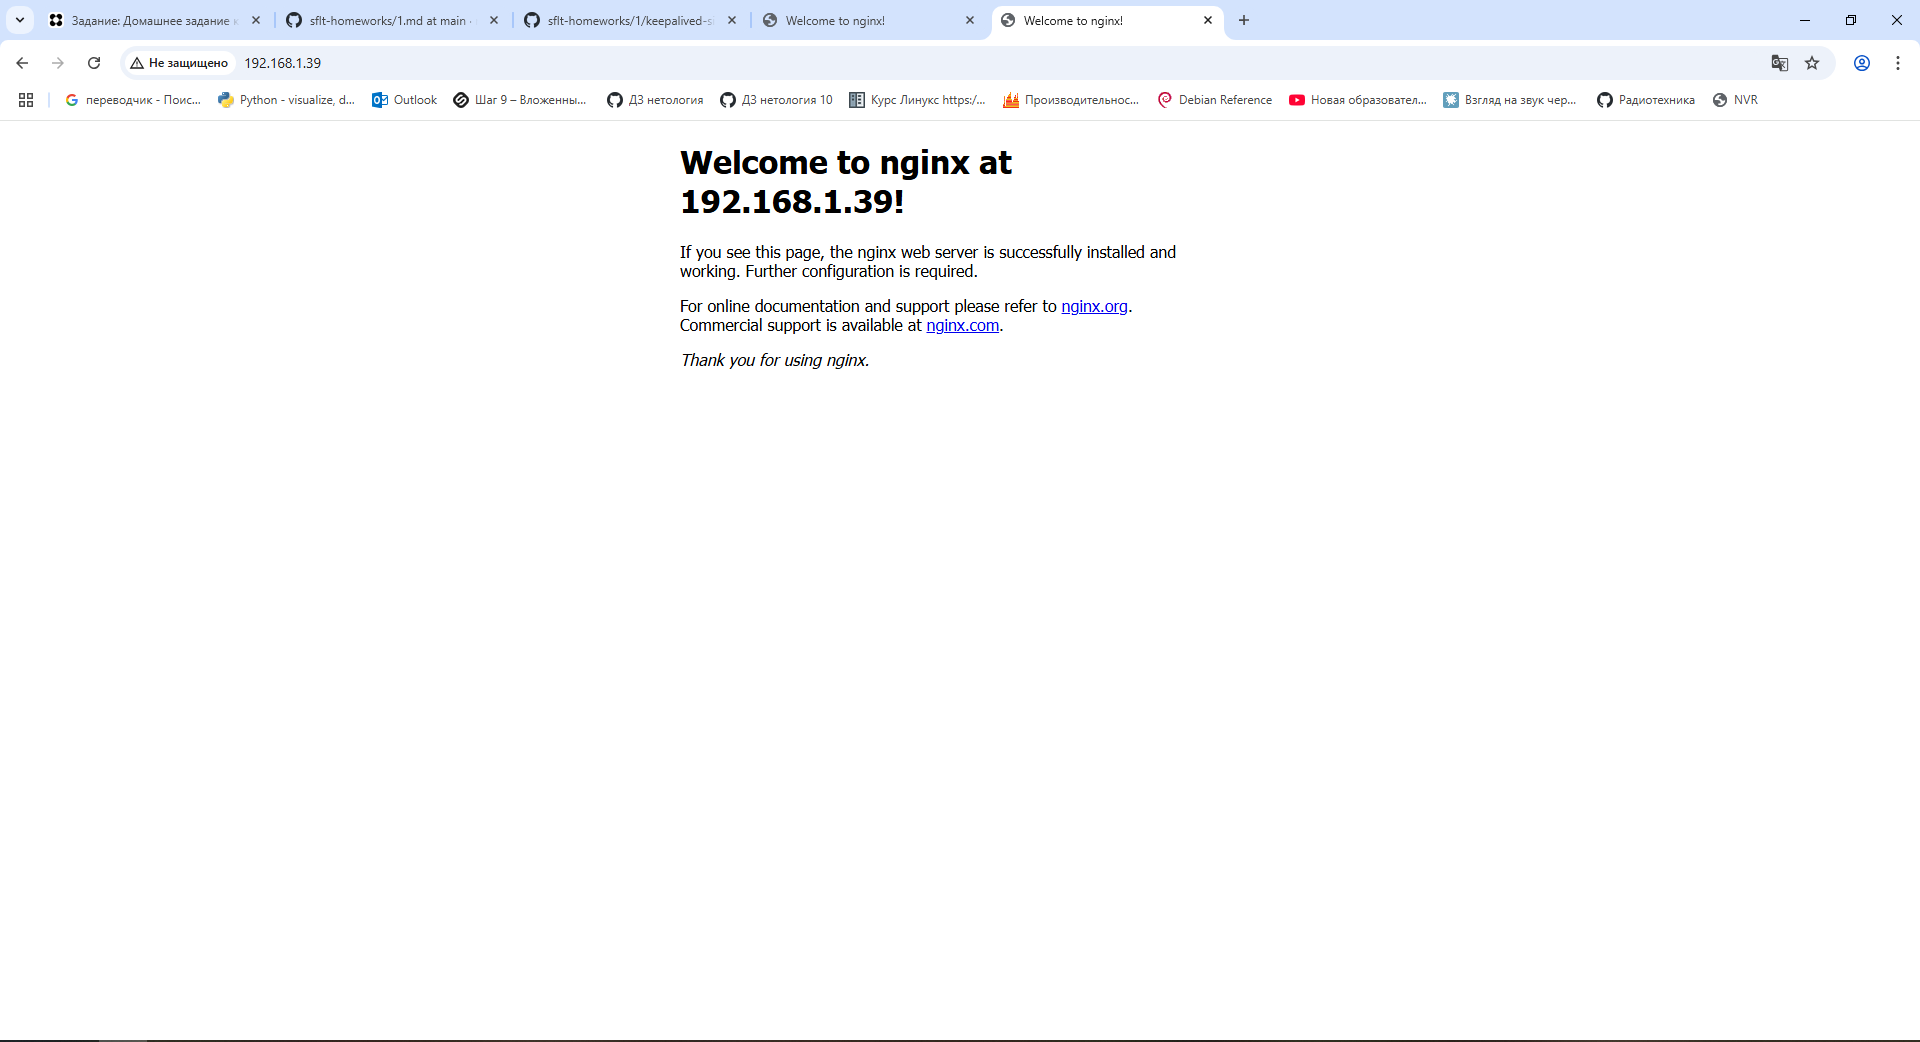 Задание: Домашнее задание к
sflt-homeworks/1.md at main ·
sflt-homeworks/1/keepalived-s
Welcome to nginx!
Welcome to nginx!
Не защищено
192.168.1.39
переводчик - Поис...
Python - visualize, d...
Outlook
Шаг 9 – Вложенны...
ДЗ нетология
ДЗ нетология 10
Курс Линукс https:/...
Производительнос...
Debian Reference
Новая образовател...
Взгляд на звук чер...
Радиотехника
NVR
Welcome to nginx at
192.168.1.39!
If you see this page, the nginx web server is successfully installed and
working. Further configuration is required.
For online documentation and support please refer to nginx.org.
Commercial support is available at nginx.com.
Thank you for using nginx.